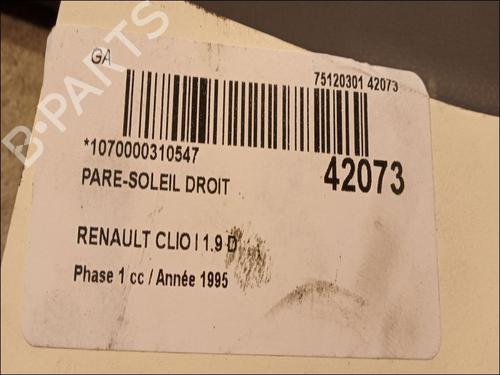 GA
75120301 42073
*1070000310547
42073
PARE-SOLEIL DROIT
RENAULT CLIO I 1.9 D
Phase 1 cc / Année 1995
B-PARTS